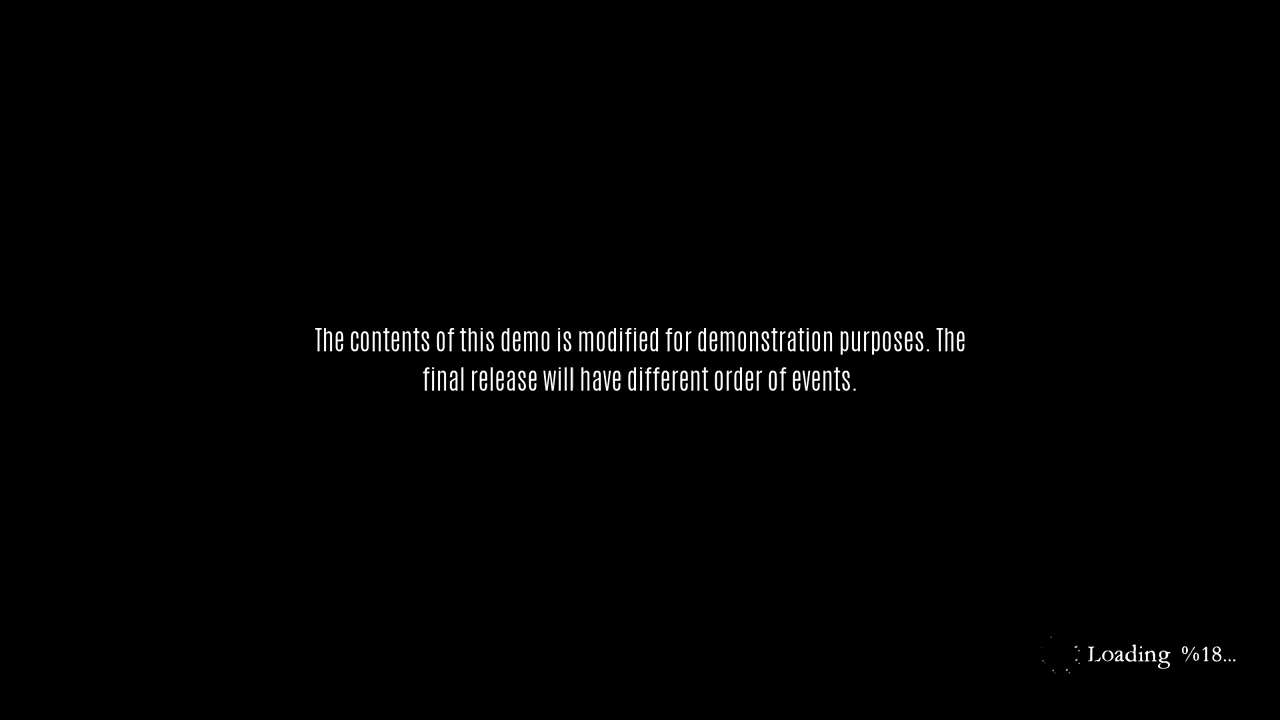 The contents of this demo is modified for demonstration purposes. The
final release will have different order of events.
Loading %18...